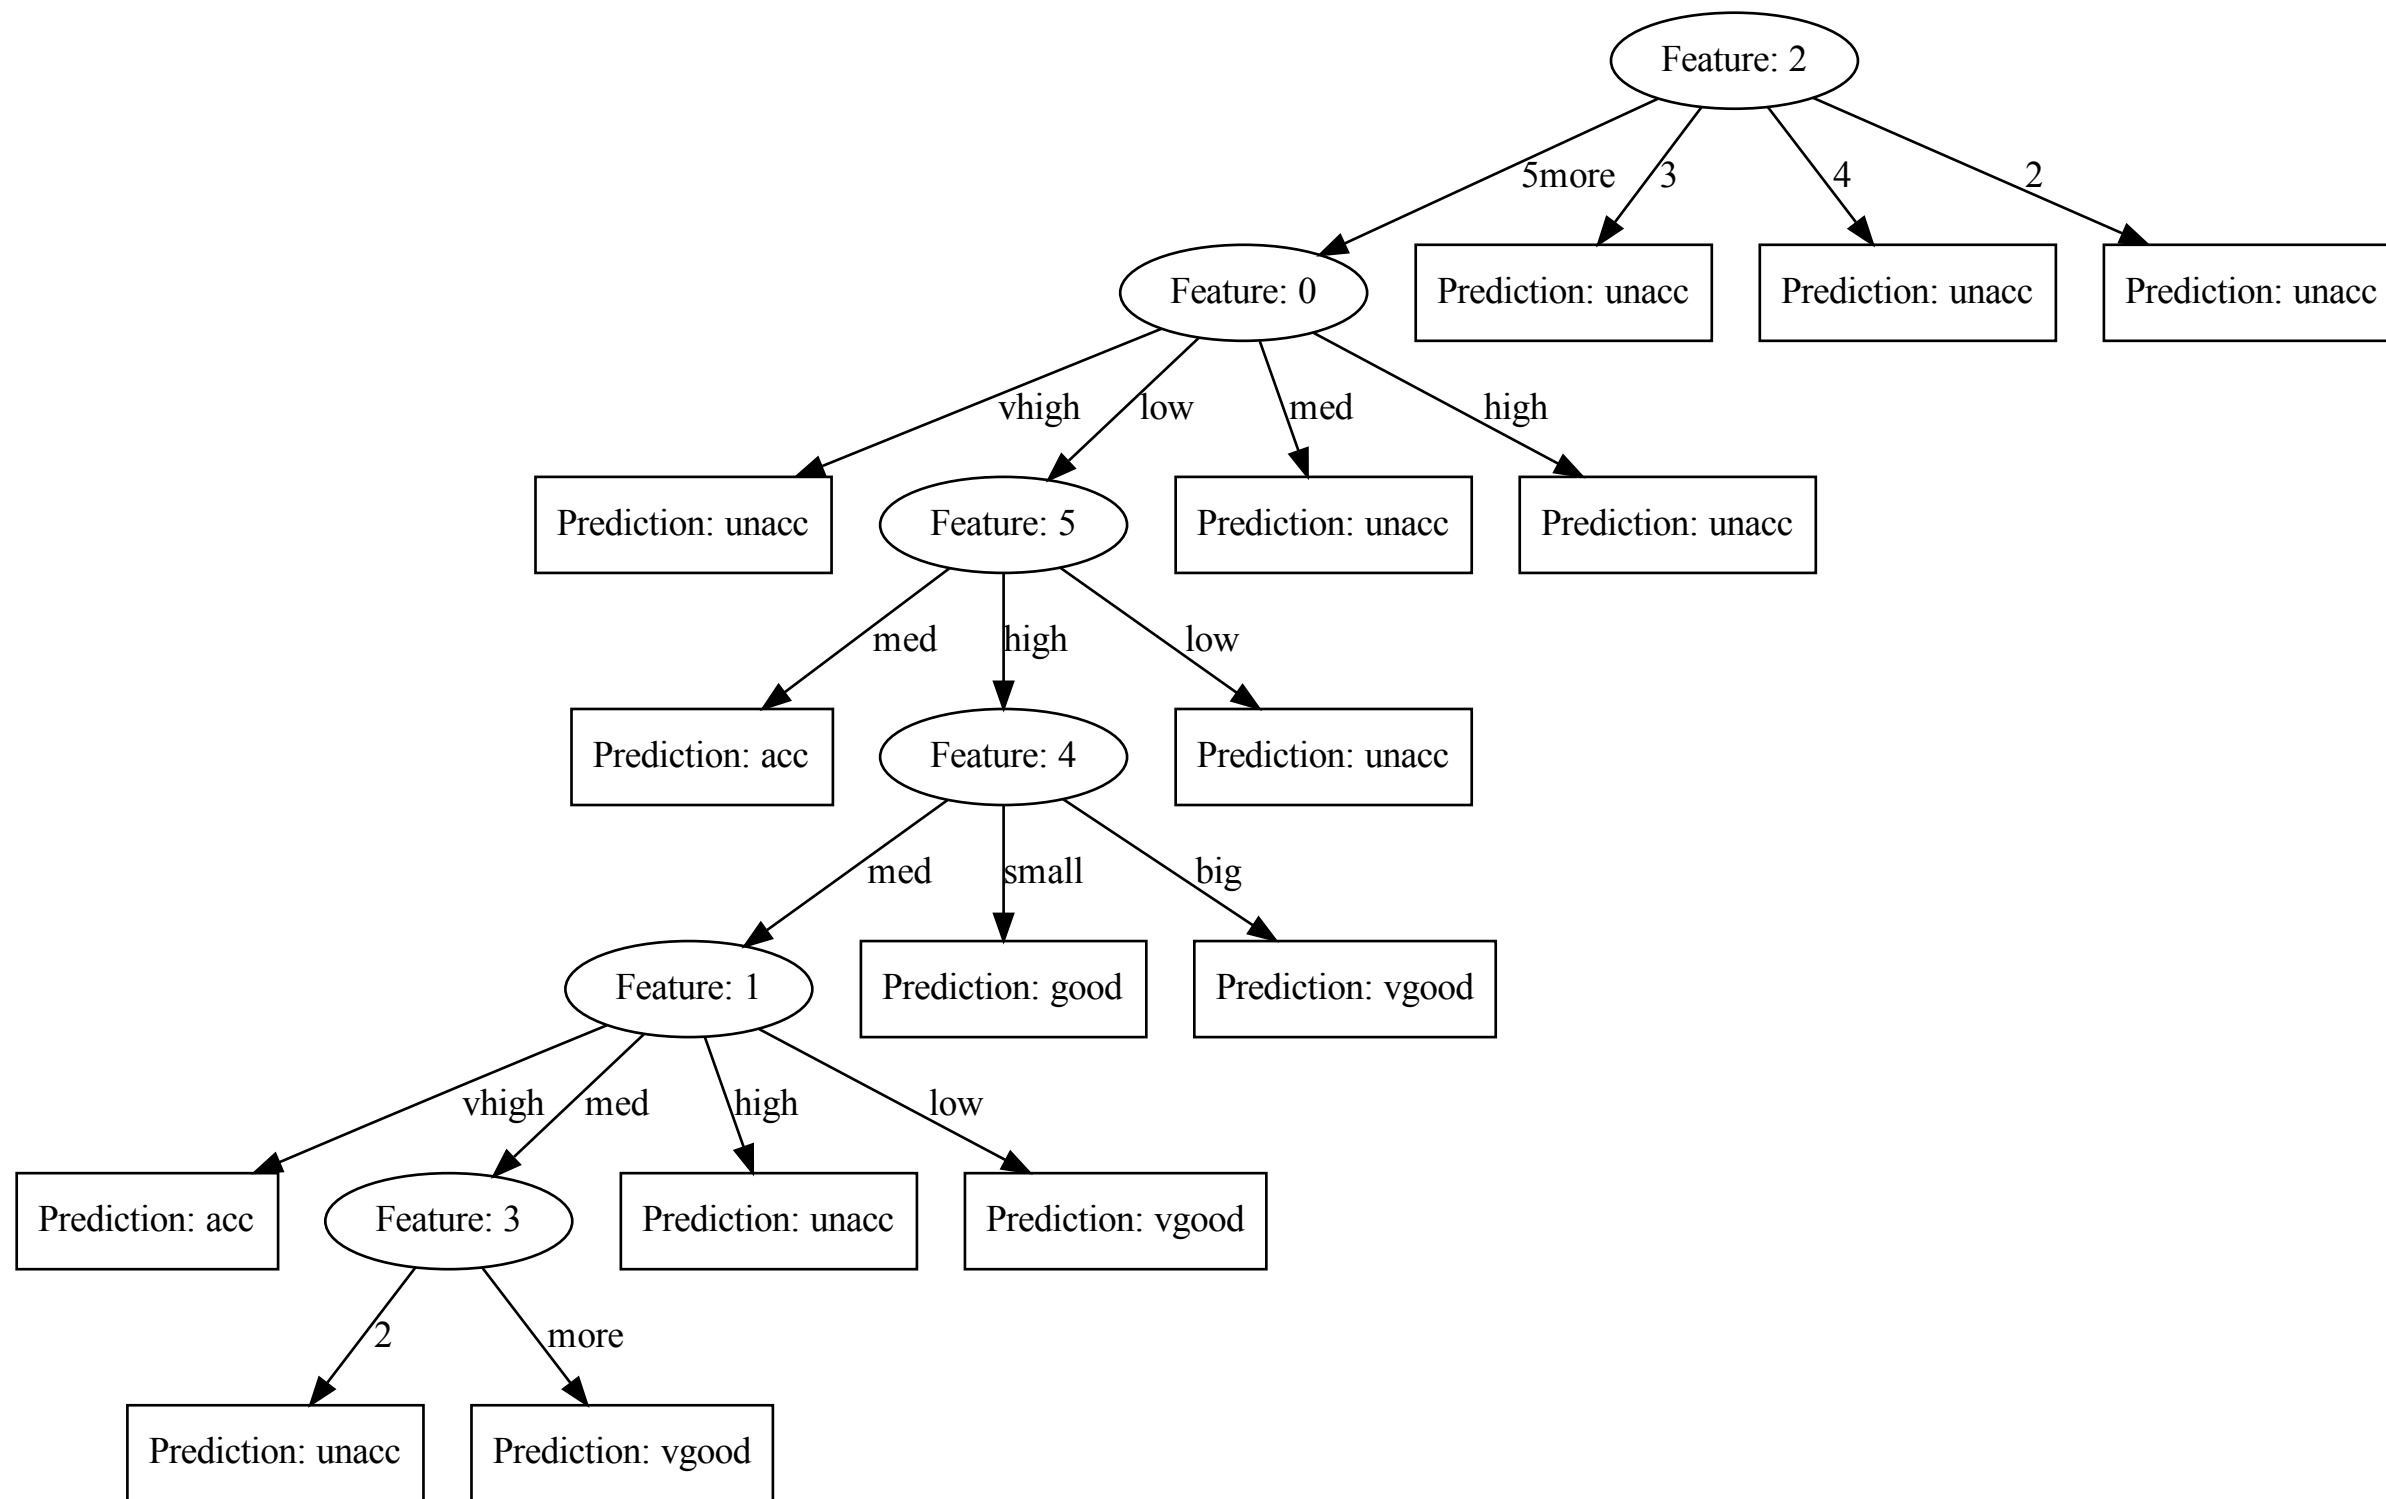 Feature: 2
5more
3
4
2
Feature: 0
Prediction: unacc
Prediction: unacc
Prediction: unacc
vhigh
low
med
high
Prediction: unacc
Feature: 5
Prediction: unacc
Prediction: unacc
med
high
low
Prediction: acc
Feature: 4
Prediction: unacc
med
small
big
Feature: 1
Prediction: good
Prediction: vgood
vhigh
med
high
low
Prediction: acc
Feature: 3
Prediction: unacc
Prediction: vgood
2
more
Prediction: unacc
Prediction: vgood